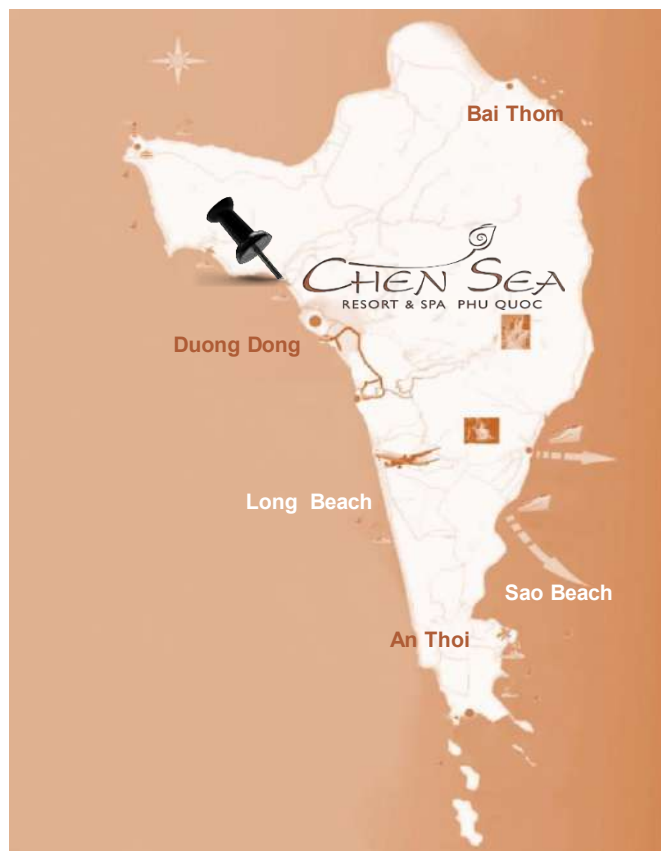 Bai Thom
CHEN SEA
RESORT & SPA PHU QUOC
Duong Dong
Long Beach
Sao Beach
An Thoi